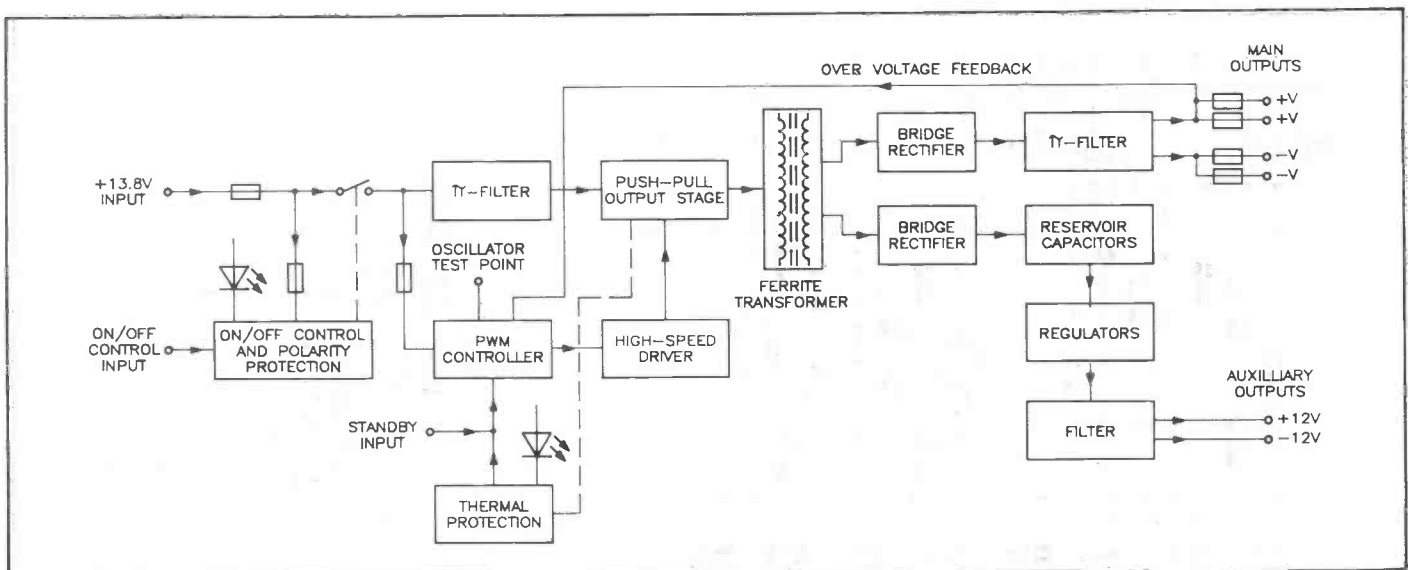 MAIN
OUTPUTS
OVER VOLTAGE FEEDBACK
+V
+V
-V
-V
+13.8V
INPUT
π-FILTER
PUSH-PULL
OUTPUT STAGE
BRIDGE
RECTIFIER
π-FILTER
OSCILLATOR
TEST POINT
FERRITE
TRANSFORMER
BRIDGE
RECTIFIER
RESERVOIR
CAPACITORS
ON/OFF
CONTROL
INPUT
ON/OFF CONTROL
AND POLARITY
PROTECTION
PWM
CONTROLLER
HIGH-SPEED
DRIVER
REGULATORS
STANDBY
INPUT
THERMAL
PROTECTION
FILTER
AUXILLIARY
OUTPUTS
+12V
-12V